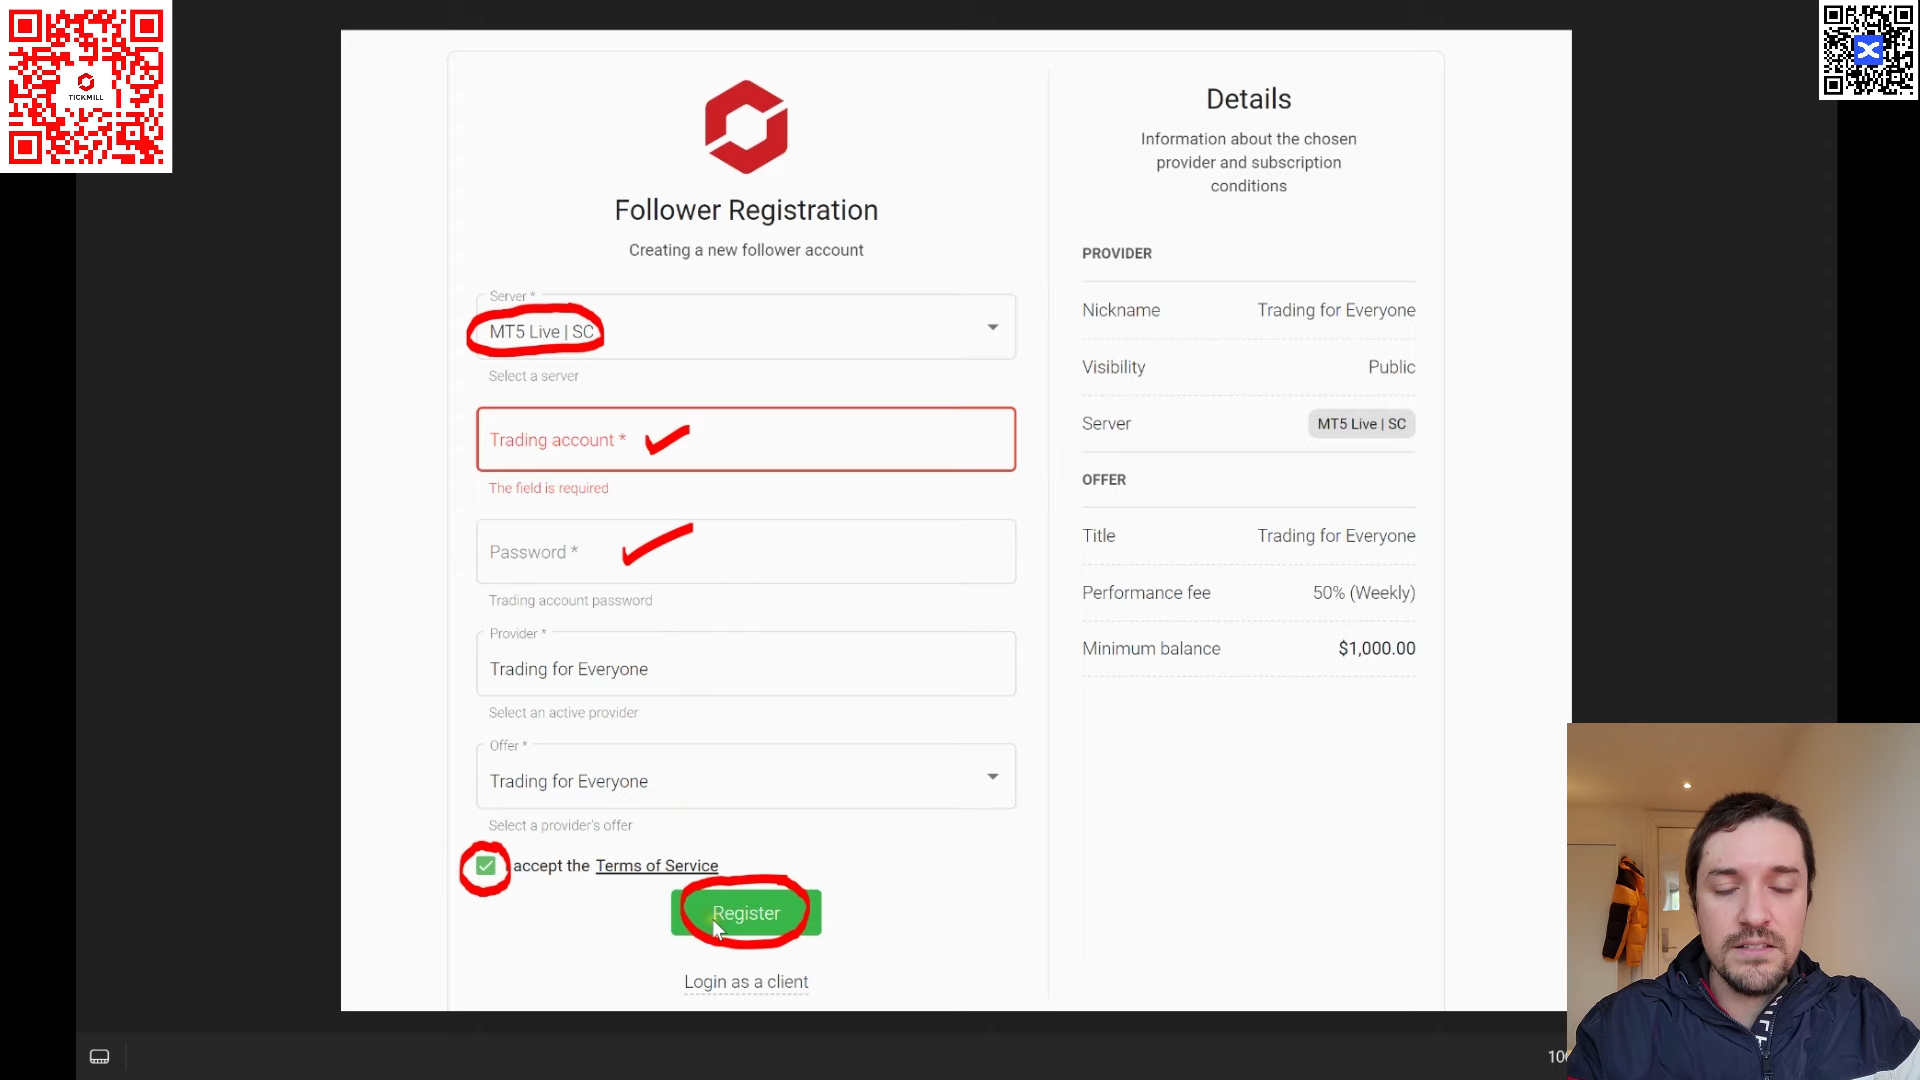 TICKMILL
Follower Registration
Creating a new follower account
Server *
MT5 Live | SC
Select a server
Trading account *
The field is required
Password *
Trading account password
Provider *
Trading for Everyone
Select an active provider
Offer *
Trading for Everyone
Select a provider's offer
accept the Terms of Service
Register
Login as a client
Details
Information about the chosen
provider and subscription
conditions
PROVIDER
Nickname Trading for Everyone
Visibility Public
Server MT5 Live | SC
OFFER
Title Trading for Everyone
Performance fee 50% (Weekly)
Minimum balance $1,000.00